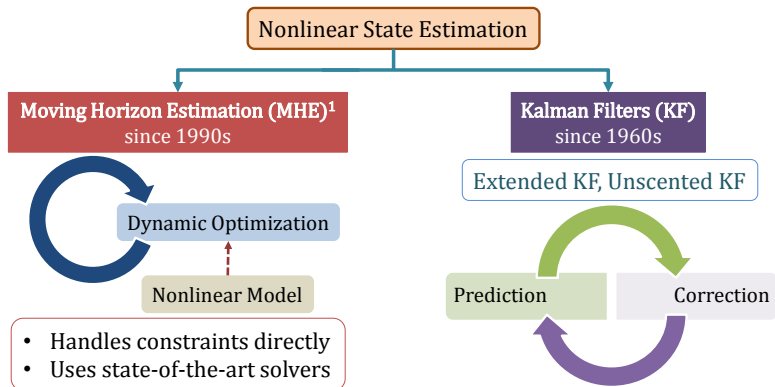 Nonlinear State Estimation
Moving Horizon Estimation (MHE)¹
since 1990s
Dynamic Optimization
Nonlinear Model
• Handles constraints directly
• Uses state-of-the-art solvers
Kalman Filters (KF)
since 1960s
Extended KF, Unscented KF
Prediction
Correction